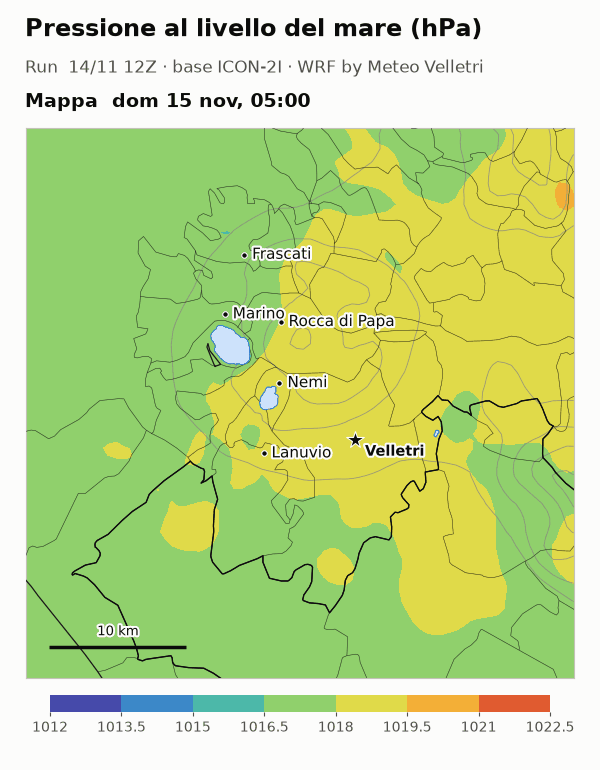 Pressione al livello del mare (hPa)
Run  14/11 12Z · base ICON-2I · WRF by Meteo Velletri
Mappa  dom 15 nov, 05:00
Frascati
Marino
Rocca di Papa
Nemi
Velletri
Lanuvio
10 km
1012 1013.5 1015 1016.5 1018 1019.5 1021 1022.5